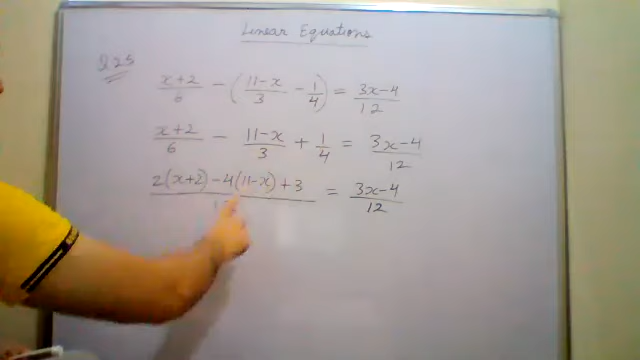 Linear Equations
Q 25
x+2/6 - (11-x/3 - 1/4) = 3x-4/12
x+2/6 - 11-x/3 + 1/4 = 3x-4/12
2(x+2) - 4(11-x) + 3 = 3x-4/12